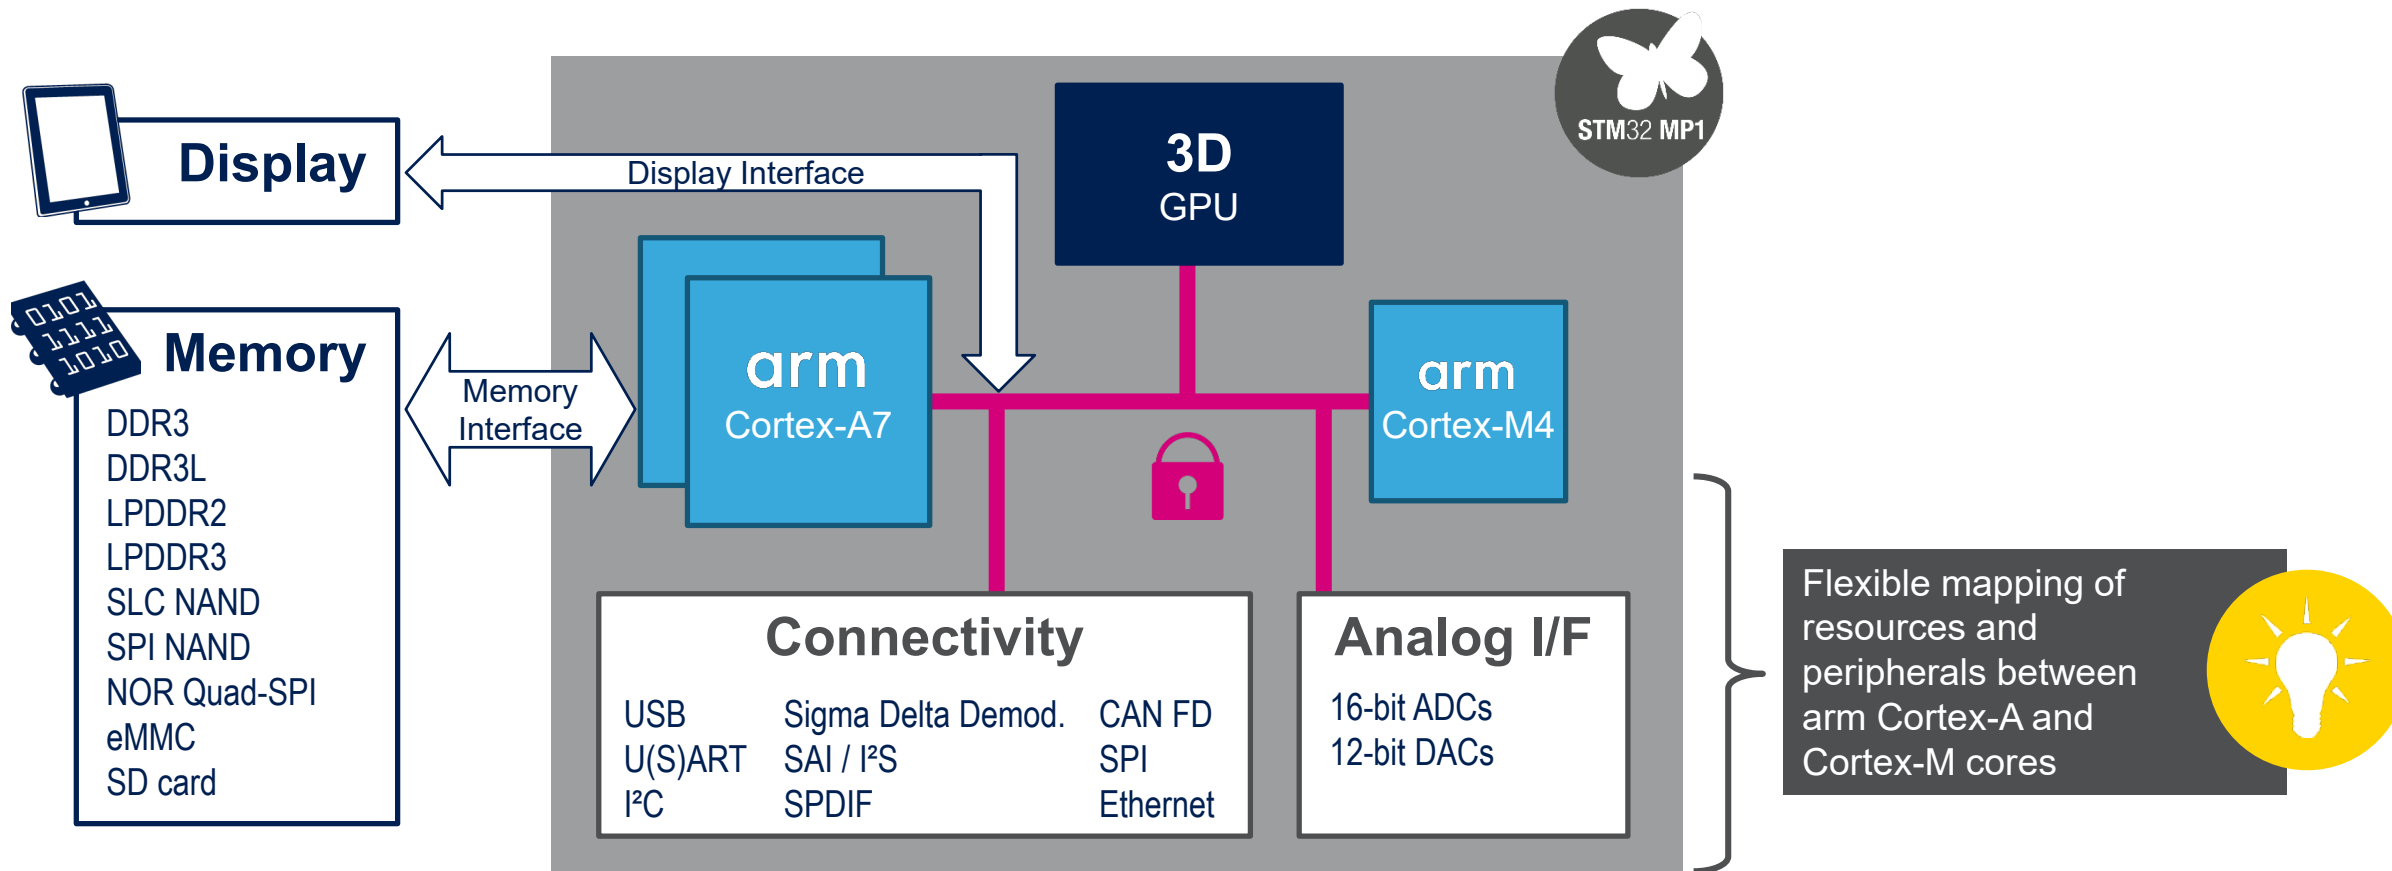 STM32 MP1
Display
Display Interface
3D
GPU
0101
1111
1010
Memory
DDR3
DDR3L
LPDDR2
LPDDR3
SLC NAND
SPI NAND
NOR Quad-SPI
eMMC
SD card
Memory
Interface
arm
Cortex-A7
arm
Cortex-M4
Connectivity
USB Sigma Delta Demod. CAN FD
U(S)ART SAI / I²S SPI
I²C SPDIF Ethernet
Analog I/F
16-bit ADCs
12-bit DACs
Flexible mapping of
resources and
peripherals between
arm Cortex-A and
Cortex-M cores